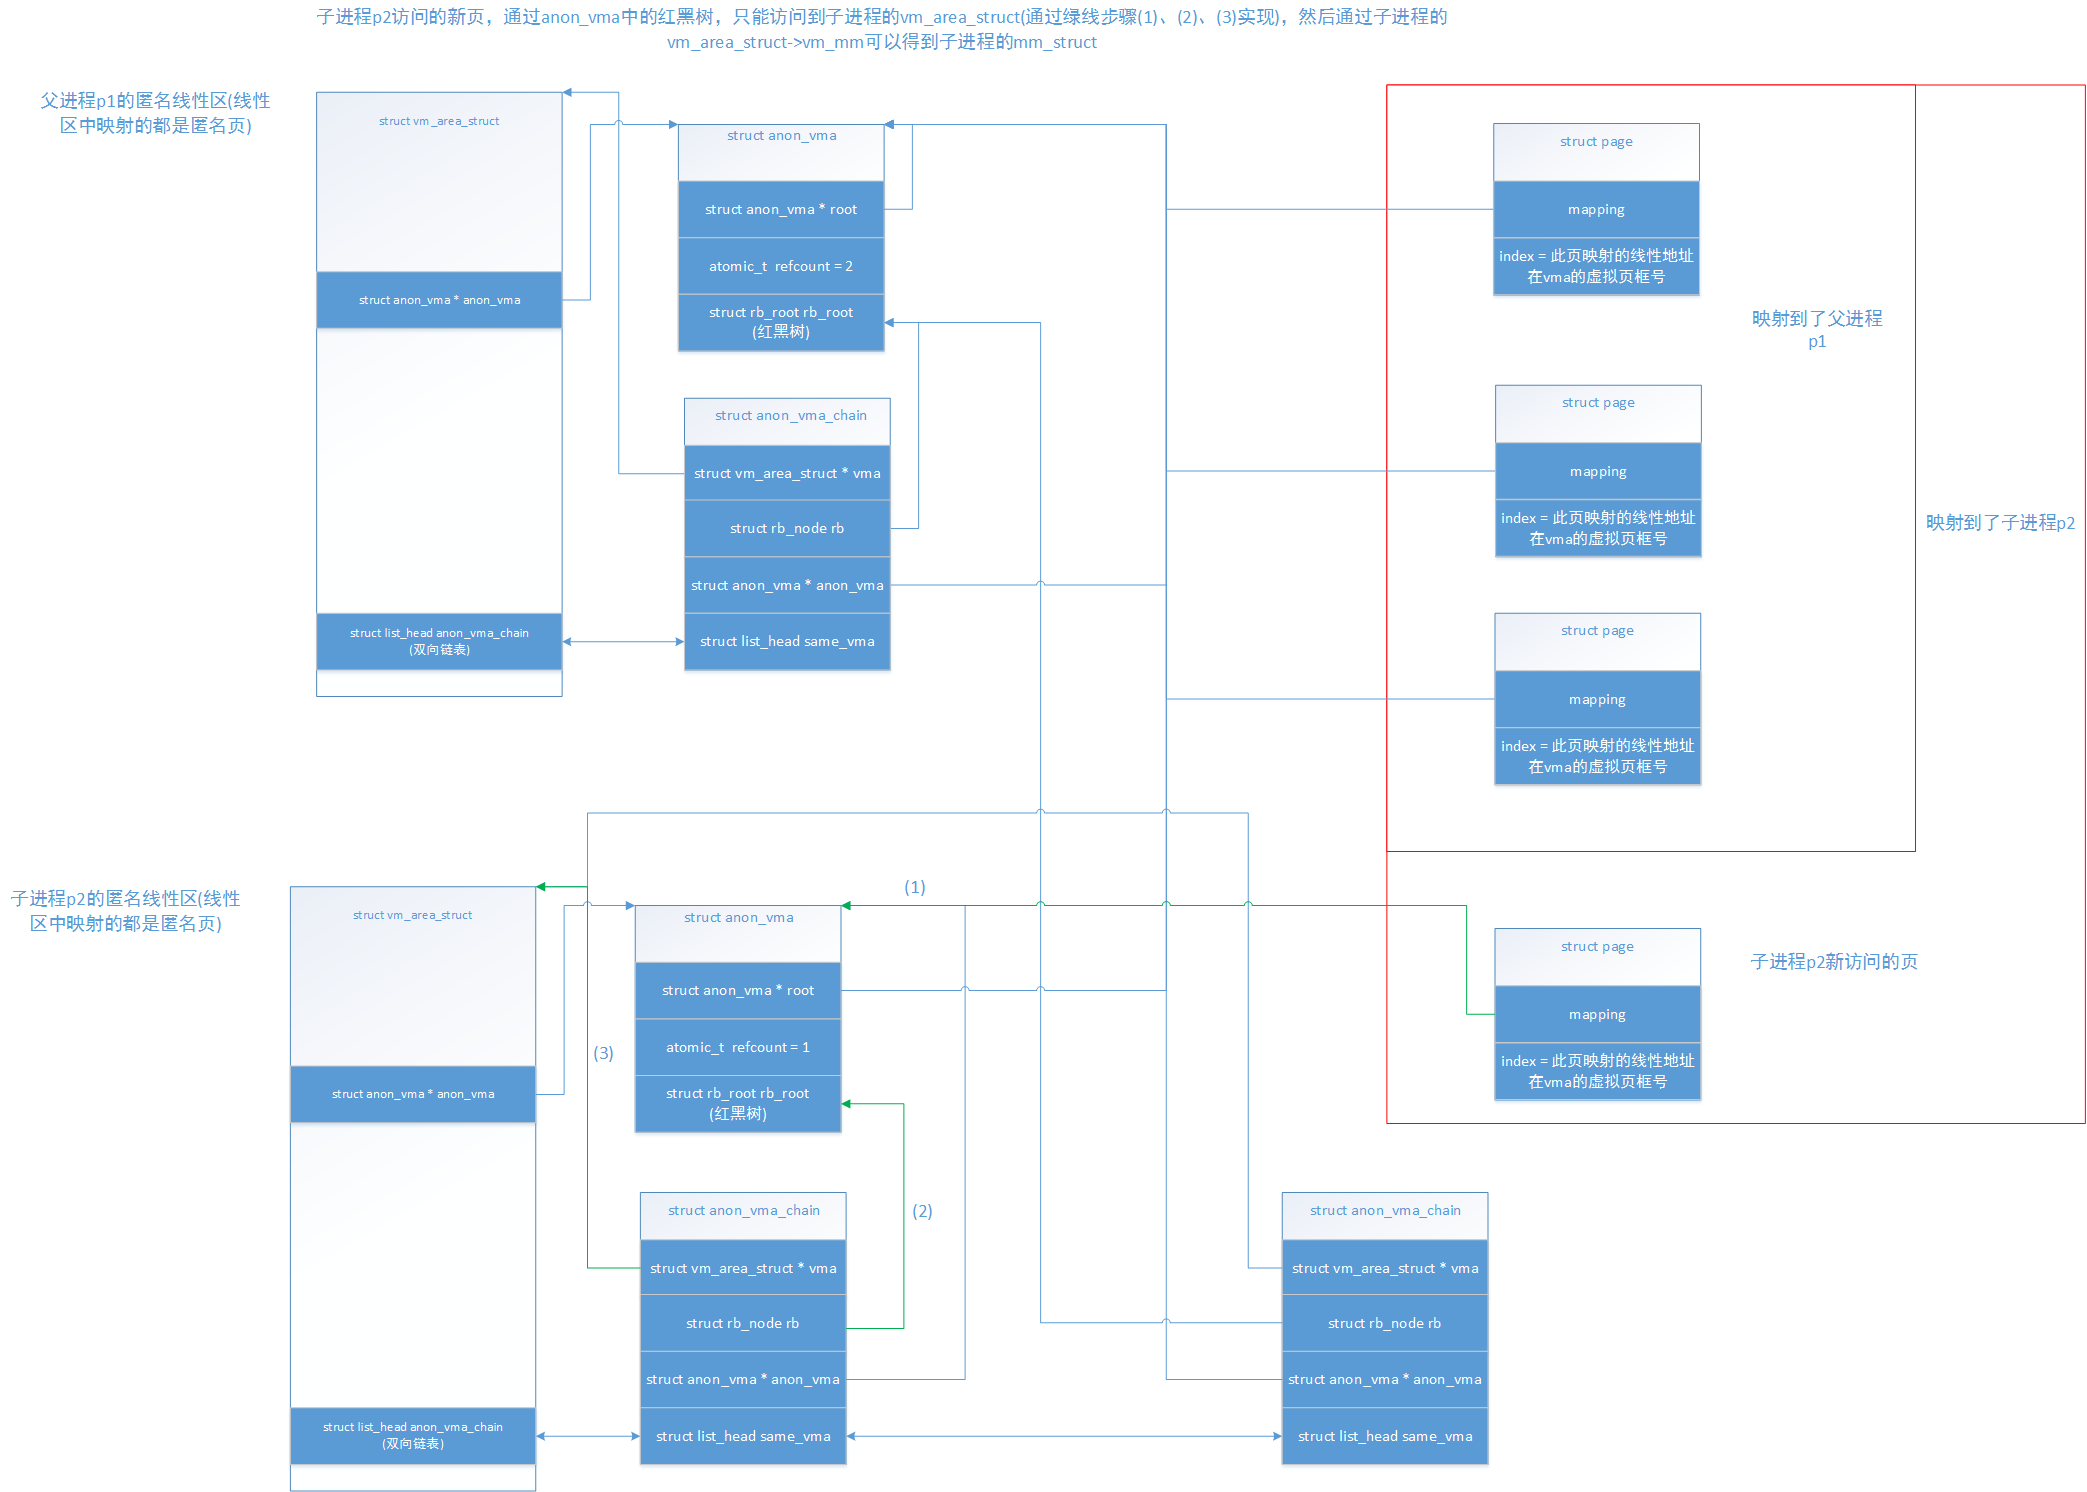 子进程p2访问的新页，通过anon_vma中的红黑树，只能访问到子进程的vm_area_struct(通过绿线步骤(1)、(2)、(3)实现)，然后通过子进程的
vm_area_struct->vm_mm可以得到子进程的mm_struct
父进程p1的匿名线性区(线性
区中映射的都是匿名页)
struct vm_area_struct
struct anon_vma * anon_vma
struct list_head anon_vma_chain
(双向链表)
struct anon_vma
struct anon_vma * root
atomic_t refcount = 2
struct rb_root rb_root
(红黑树)
struct anon_vma_chain
struct vm_area_struct * vma
struct rb_node rb
struct anon_vma * anon_vma
struct list_head same_vma
struct page
mapping
index = 此页映射的线性地址
在vma的虚拟页框号
映射到了父进程
p1
struct page
mapping
index = 此页映射的线性地址
在vma的虚拟页框号
映射到了子进程p2
struct page
mapping
index = 此页映射的线性地址
在vma的虚拟页框号
子进程p2的匿名线性区(线性
区中映射的都是匿名页)
struct vm_area_struct
struct anon_vma * anon_vma
struct list_head anon_vma_chain
(双向链表)
(1)
(3)
struct anon_vma
struct anon_vma * root
atomic_t refcount = 1
struct rb_root rb_root
(红黑树)
(2)
struct anon_vma_chain
struct vm_area_struct * vma
struct rb_node rb
struct anon_vma * anon_vma
struct list_head same_vma
struct page
mapping
index = 此页映射的线性地址
在vma的虚拟页框号
子进程p2新访问的页
struct anon_vma_chain
struct vm_area_struct * vma
struct rb_node rb
struct anon_vma * anon_vma
struct list_head same_vma